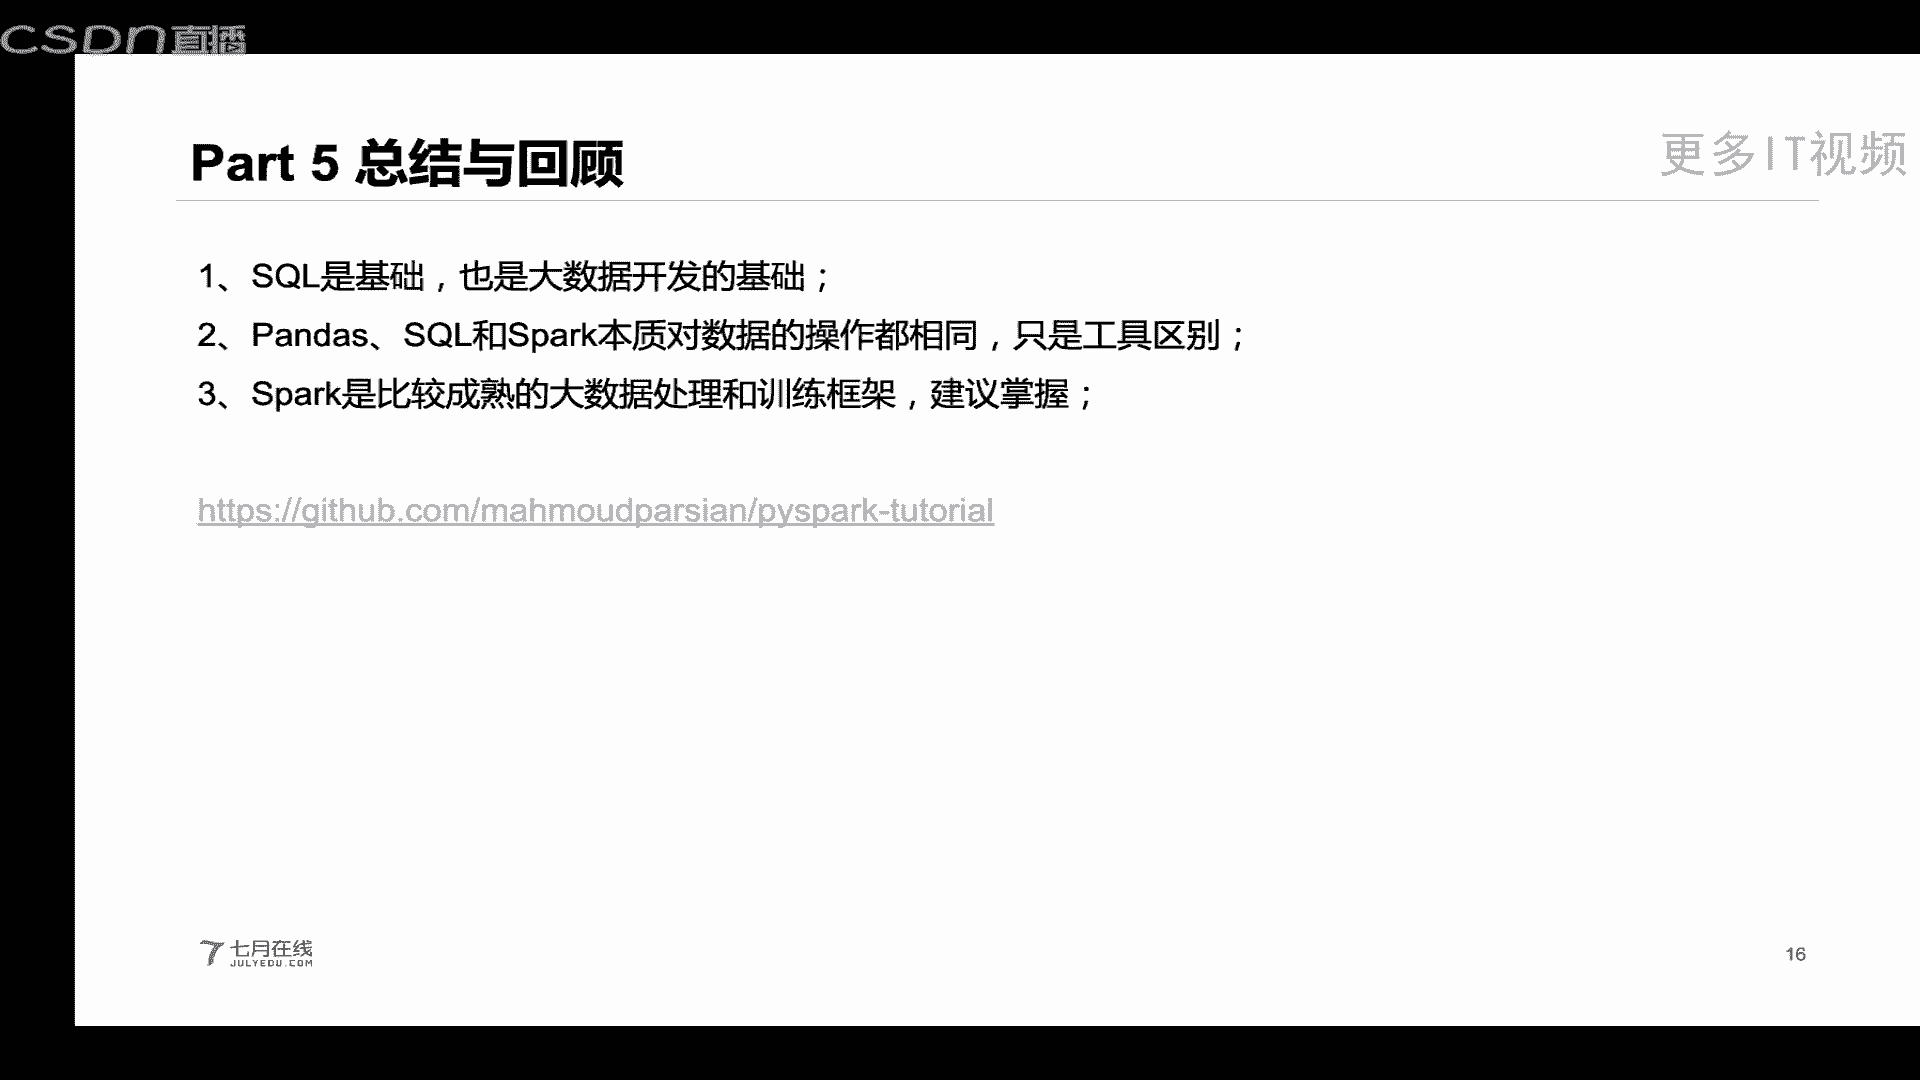 CSDN直播
Part 5 总结与回顾
更多IT视频
1、SQL是基础，也是大数据开发的基础；
2、Pandas、SQL和Spark本质对数据的操作都相同，只是工具区别；
3、Spark是比较成熟的大数据处理和训练框架，建议掌握；
https://github.com/mahmoudparsian/pyspark-tutorial
七月在线
JULYEDU.COM
16